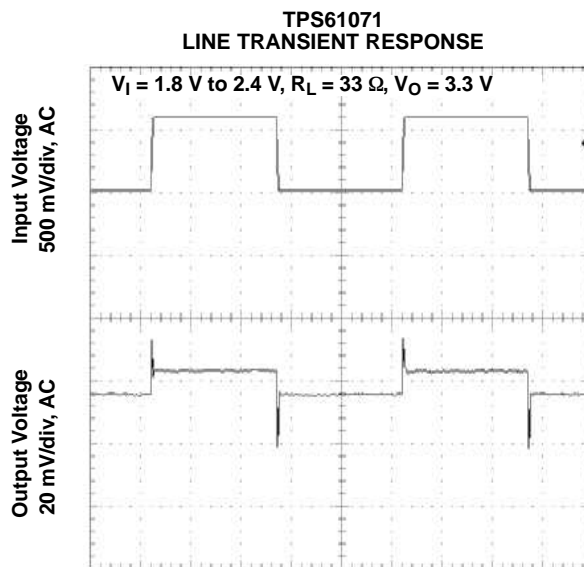 TPS61071
LINE TRANSIENT RESPONSE
V_I = 1.8 V to 2.4 V, R_L = 33 Ω, V_O = 3.3 V
Input Voltage
500 mV/div, AC
Output Voltage
20 mV/div, AC